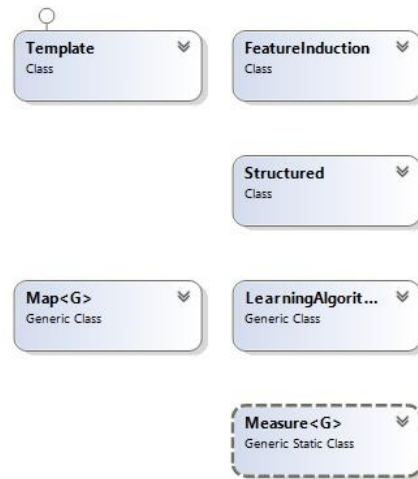 Template
Class
FeatureInduction
Class
Structured
Class
Map<G>
Generic Class
LearningAlgorit...
Generic Class
Measure<G>
Generic Static Class